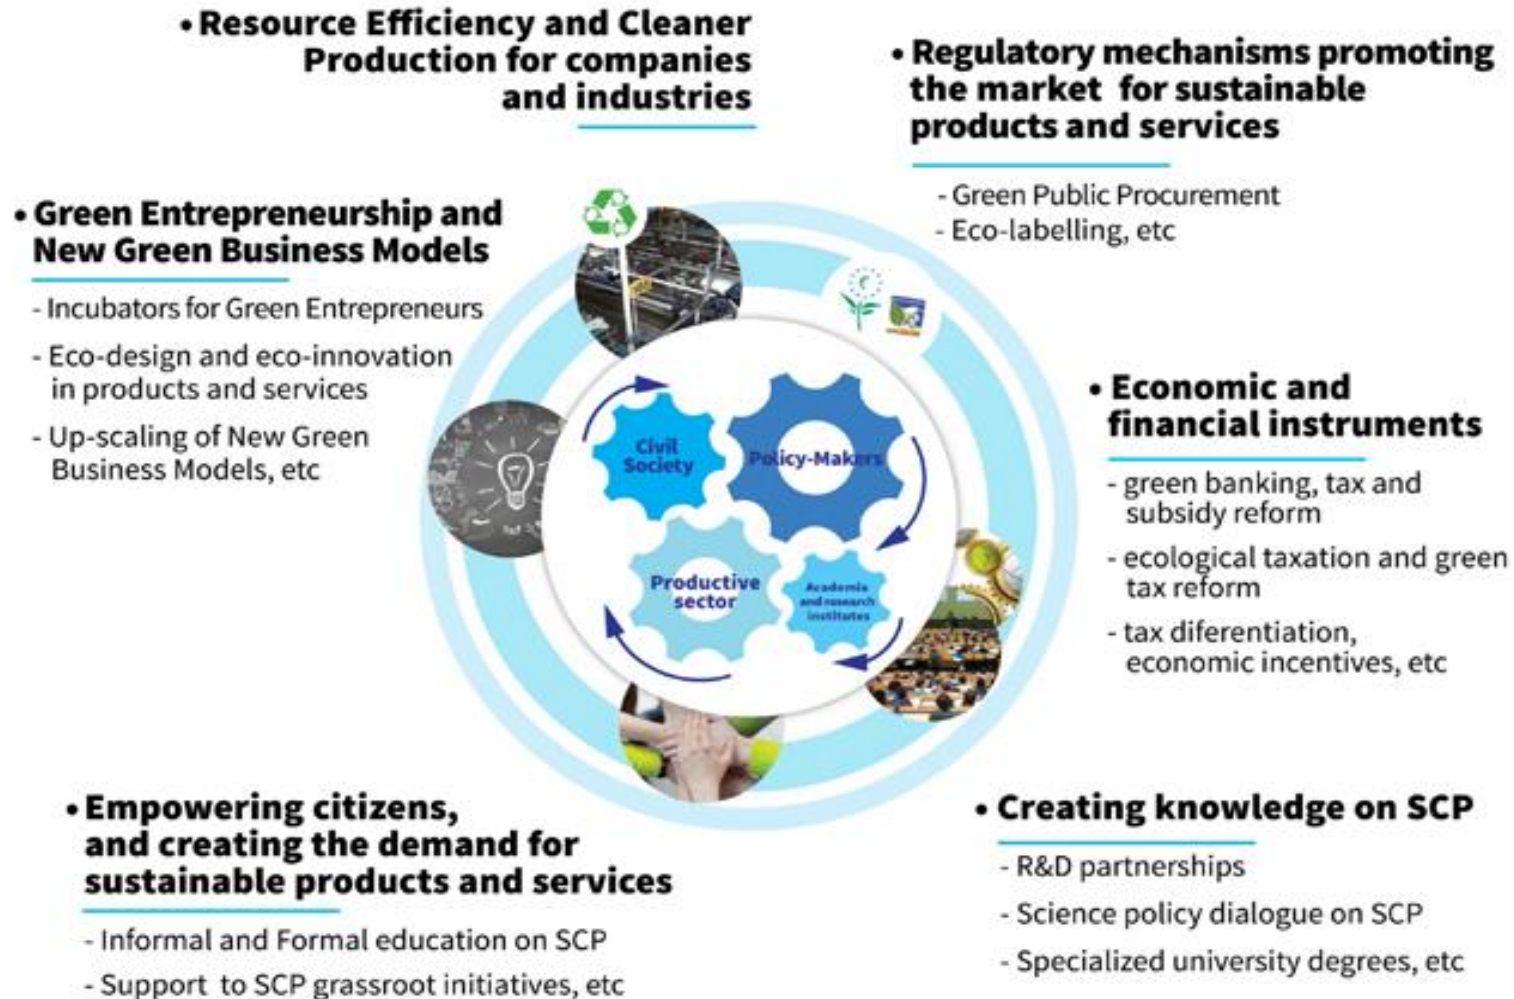 • Resource Efficiency and Cleaner
Production for companies
and industries
• Regulatory mechanisms promoting
the market for sustainable
products and services
- Green Public Procurement
- Eco-labelling, etc
• Green Entrepreneurship and
New Green Business Models
- Incubators for Green Entrepreneurs
- Eco-design and eco-innovation
in products and services
- Up-scaling of New Green
Business Models, etc
Civil
Society
Policy-Makers
Productive
sector
Academia
and research
institutes
• Economic and
financial instruments
- green banking, tax and
subsidy reform
- ecological taxation and green
tax reform
- tax diferentiation,
economic incentives, etc
• Empowering citizens,
and creating the demand for
sustainable products and services
- Informal and Formal education on SCP
- Support to SCP grassroot initiatives, etc
• Creating knowledge on SCP
- R&D partnerships
- Science policy dialogue on SCP
- Specialized university degrees, etc